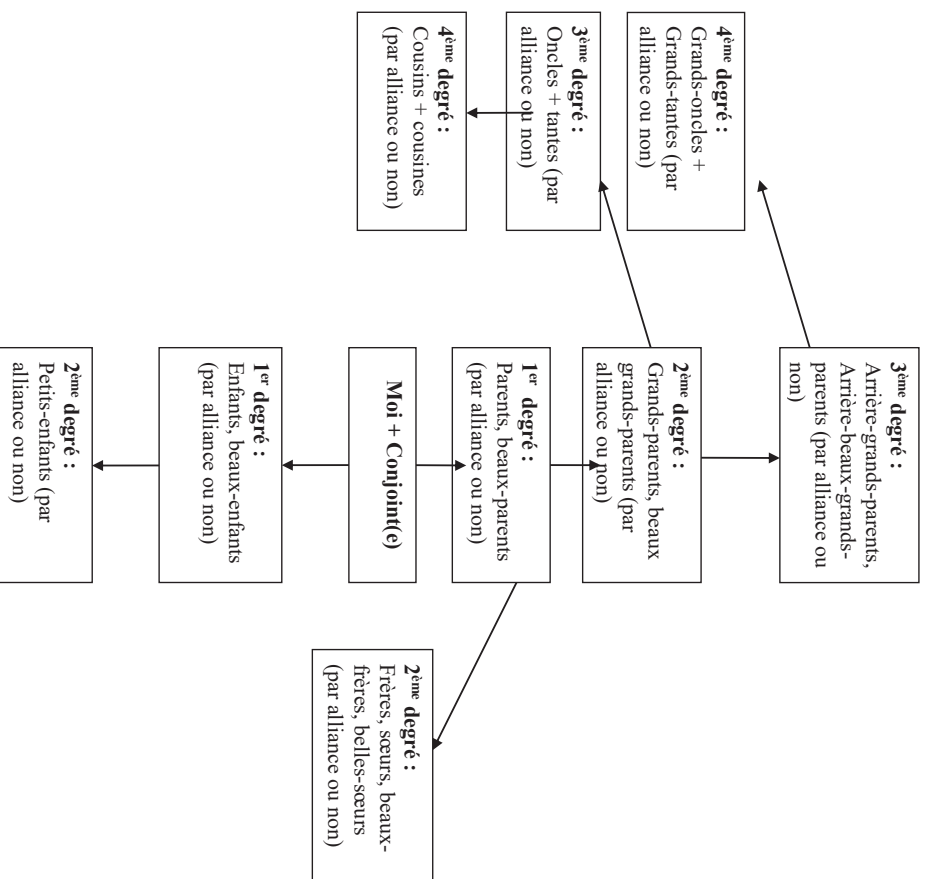 3ème degré :
Arrière-grands-parents,
Arrière-beaux-grands-
parents (par alliance ou
non)
4ème degré :
Grands-oncles +
Grands-tantes (par
alliance ou non)
2ème degré :
Grands-parents, beaux
grands-parents (par
alliance ou non)
3ème degré :
Oncles + tantes (par
alliance ou non)
4ème degré :
Cousins + cousines
(par alliance ou non)
1er degré :
Parents, beaux-parents
(par alliance ou non)
2ème degré :
Frères, sœurs, beaux-
frères, belles-sœurs
(par alliance ou non)
Moi + Conjoint(e)
1er degré :
Enfants, beaux-enfants
(par alliance ou non)
2ème degré :
Petits-enfants (par
alliance ou non)